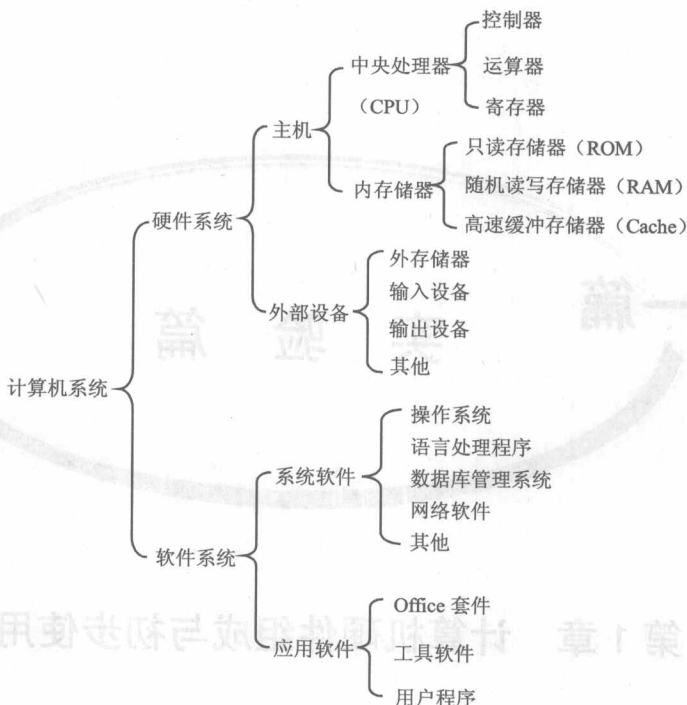 控制器
中央处理器
运算器
（CPU）
寄存器
主机
只读存储器（ROM）
内存储器
随机读写存储器（RAM）
高速缓冲存储器（Cache）
硬件系统
外存储器
输入设备
外部设备
输出设备
其他
计算机系统
操作系统
语言处理程序
系统软件
数据库管理系统
网络软件
其他
软件系统
Office 套件
应用软件
工具软件
用户程序
第 1 章 计算机硬件组成与初步使用
一篇
实 验 篇